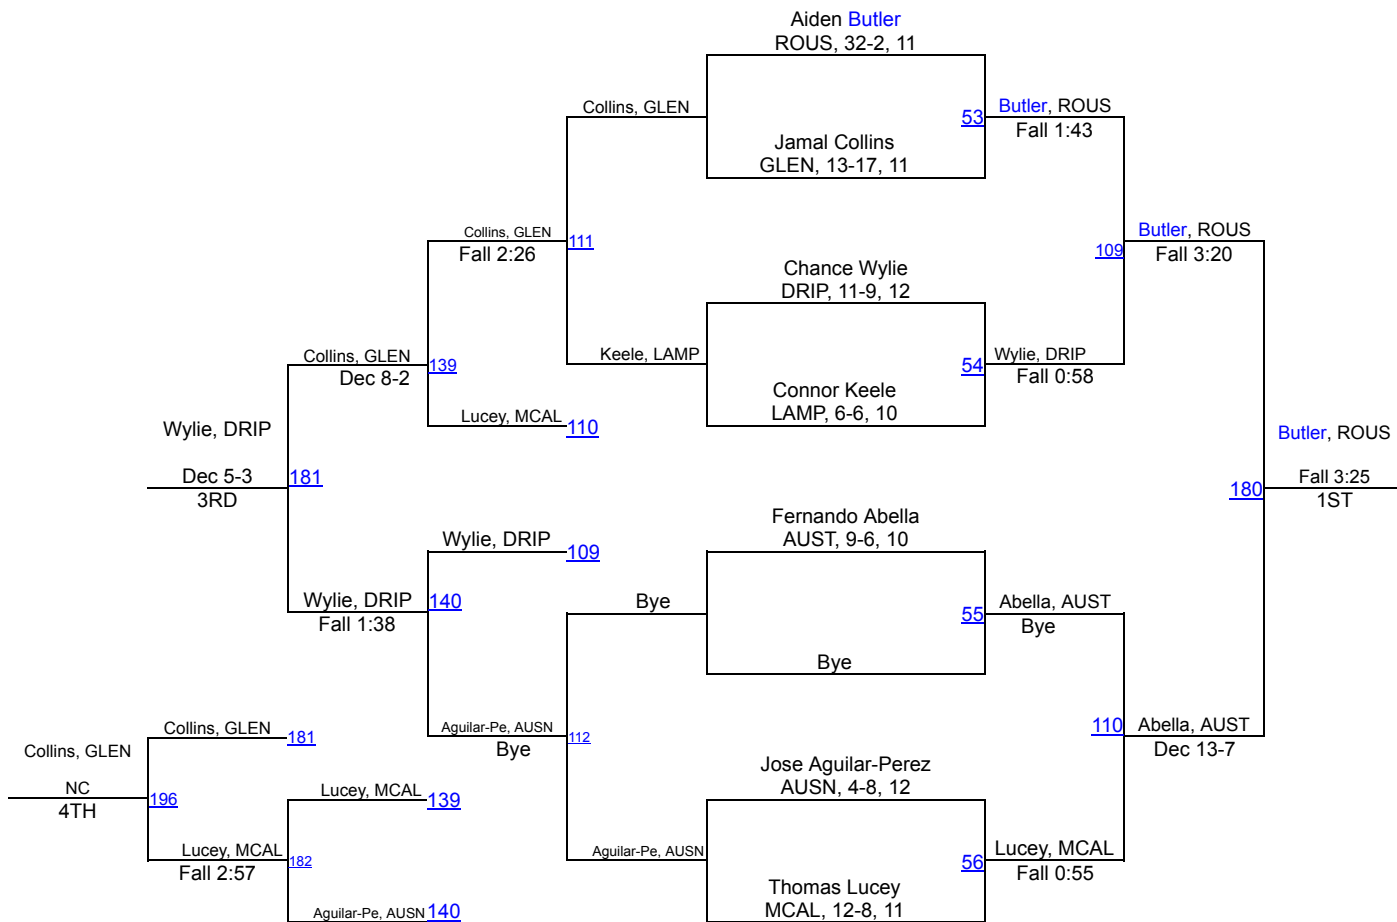 Aiden Butler
ROUS, 32-2, 11
Collins, GLEN
53
Butler, ROUS
Fall 1:43
Jamal Collins
GLEN, 13-17, 11
Collins, GLEN
Fall 2:26
111
109
Butler, ROUS
Fall 3:20
Chance Wylie
DRIP, 11-9, 12
Collins, GLEN
Dec 8-2
139
Keele, LAMP
54
Wylie, DRIP
Fall 0:58
Connor Keele
LAMP, 6-6, 10
Lucey, MCAL
110
Wylie, DRIP
Dec 5-3
3RD
181
Butler, ROUS
180
Fall 3:25
1ST
Fernando Abella
AUST, 9-6, 10
Wylie, DRIP
109
Wylie, DRIP
Fall 1:38
140
Bye
55
Abella, AUST
Bye
Bye
Aguilar-Pe, AUSN
Bye
112
110
Abella, AUST
Dec 13-7
Collins, GLEN
181
Collins, GLEN
NC
4TH
196
Jose Aguilar-Perez
AUSN, 4-8, 12
Lucey, MCAL
139
Lucey, MCAL
Fall 2:57
182
Aguilar-Pe, AUSN
56
Lucey, MCAL
Fall 0:55
Thomas Lucey
MCAL, 12-8, 11
Aguilar-Pe, AUSN
140